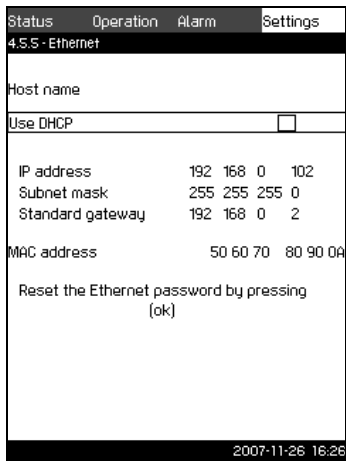 Status Operation Alarm Settings
4.5.5 - Ethernet
Host name
Use DHCP
IP address 192 168 0 102
Subnet mask 255 255 255 0
Standard gateway 192 168 0 2
MAC address 50 60 70 80 90 0A
Reset the Ethernet password by pressing
(ok)
2007-11-26 16:26